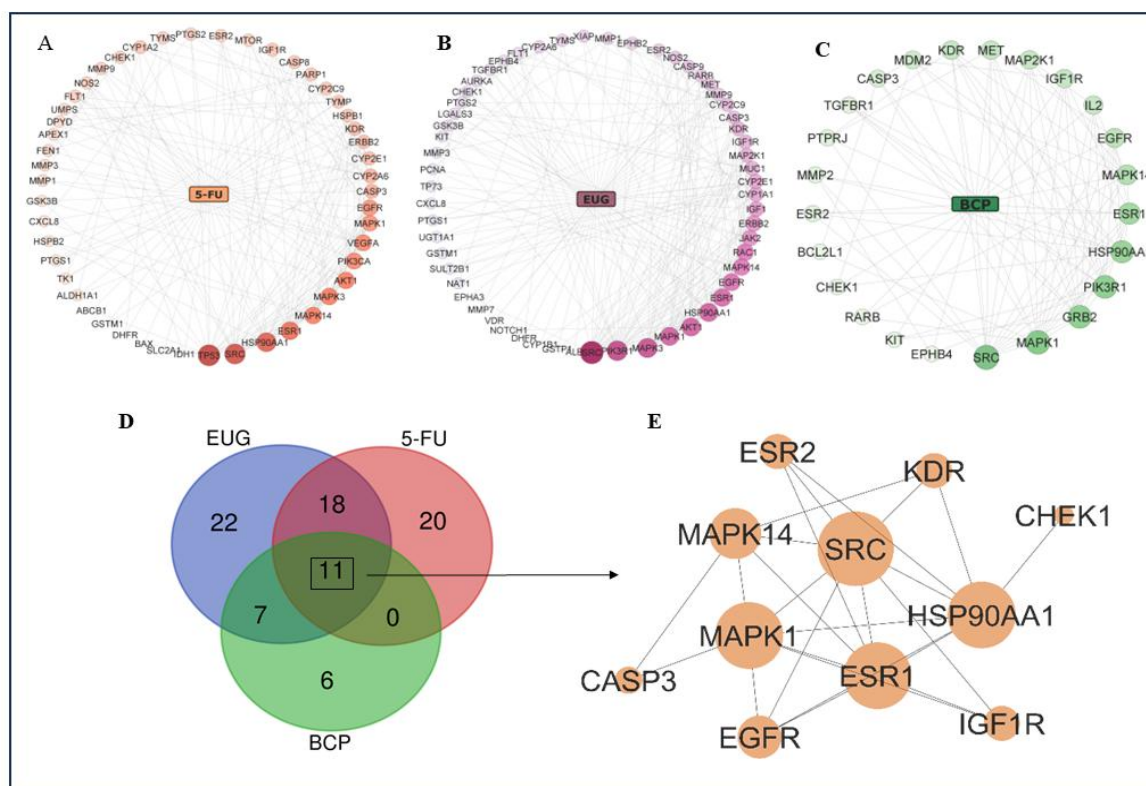 A
PTGS2
ESR2
MTOR
IGF1R
CASP8
PARP1
CYP2C9
TYMP
HSPB1
KDR
ERBB2
CYP2E1
CYP2A6
CASP3
EGFR
MAPK1
VEGFA
PIK3CA
AKT1
MAPK3
MAPK14
ESR1
HSP90AA1
SRC
TP53
IDH1
SLC2A1
BAX
DHFR
GSTM1
ABCB1
ALDH1A1
TK1
PTGS1
HSPB2
CXCL8
GSK3B
MMP1
MMP3
FEN1
APEX1
DPYD
UMPS
FLT1
NOS2
MMP9
CHEK1
CYP1A2
TYMS
5-FU
B
XIAP
MMP1
EPHB2
ESR2
NOS2
CASP9
RARB
MET
MMP9
CYP2C9
CASP3
KDR
IGF1R
MAP2K1
MUC1
CYP2E1
CYP1A1
IGF1
ERBB2
JAK2
RAC1
MAPK14
EGFR
ESR1
HSP90AA1
AKT1
MAPK1
MAPK3
PIK3R1
SRC
GSTP1
CYP1B1
DHFR
NOTCH1
VDR
MMP7
EPHA3
NAT1
SULT2B1
GSTM1
UGT1A1
PTGS1
CXCL8
TP73
PCNA
MMP3
KIT
GSK3B
LGALS3
PTGS2
CHEK1
AURKA
TGFBR1
EPHB4
FLT1
CYP2A6
TYMS
EUG
C
KDR
MET
MAP2K1
IGF1R
IL2
EGFR
MAPK14
ESR1
HSP90AA1
PIK3R1
GRB2
MAPK1
SRC
EPHB4
KIT
RARB
CHEK1
BCL2L1
ESR2
MMP2
PTPRJ
TGFBR1
CASP3
MDM2
BCP
D
EUG
5-FU
22
18
20
11
7
0
6
BCP
E
ESR2
KDR
CHEK1
MAPK14
SRC
HSP90AA1
MAPK1
ESR1
CASP3
EGFR
IGF1R